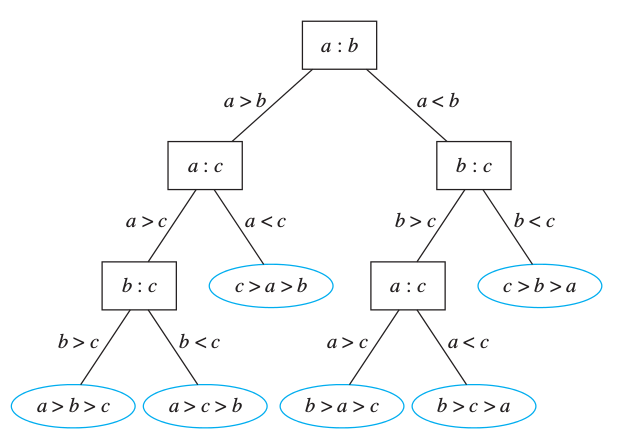 a : b
a > b
a < b
a : c
b : c
a > c
a < c
b > c
b < c
b : c
c > a > b
a : c
c > b > a
b > c
b < c
a > c
a < c
a > b > c
a > c > b
b > a > c
b > c > a